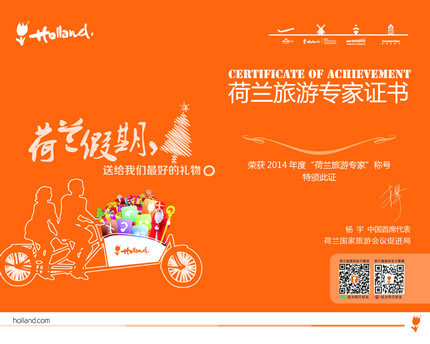 Holland.
CERTIFICATE OF ACHIEVEMENT
荷兰旅游专家证书
荷兰假期,
送给我们最好的礼物
荣获 2014 年度 “荷兰旅游专家” 称号
特颁此证
Holland.
杨 宇 中国首席代表
荷兰国家旅游会议促进局
holland.com